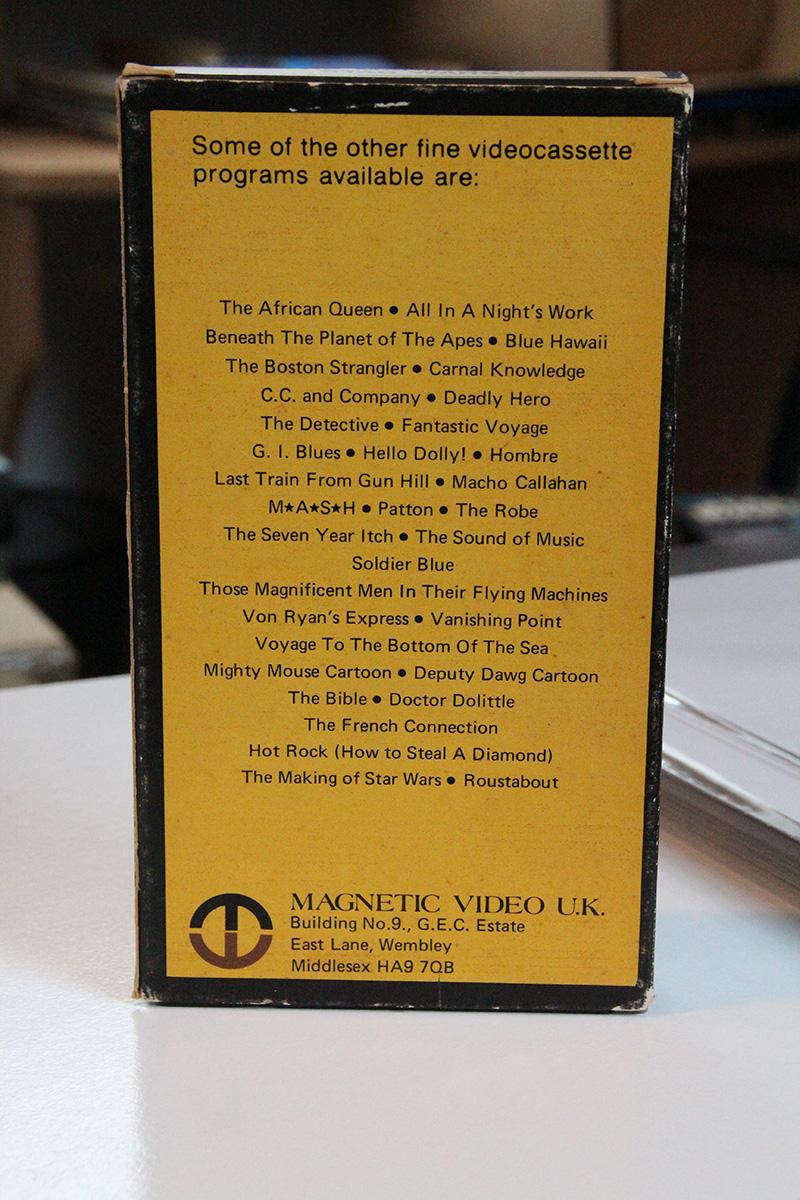 Some of the other fine videocassette
programs available are:
The African Queen ● All In A Night's Work
Beneath The Planet of The Apes ● Blue Hawaii
The Boston Strangler ● Carnal Knowledge
C.C. and Company ● Deadly Hero
The Detective ● Fantastic Voyage
G. I. Blues ● Hello Dolly! ● Hombre
Last Train From Gun Hill ● Macho Callahan
M★A★S★H ● Patton ● The Robe
The Seven Year Itch ● The Sound of Music
Soldier Blue
Those Magnificent Men In Their Flying Machines
Von Ryan's Express ● Vanishing Point
Voyage To The Bottom Of The Sea
Mighty Mouse Cartoon ● Deputy Dawg Cartoon
The Bible ● Doctor Dolittle
The French Connection
Hot Rock (How to Steal A Diamond)
The Making of Star Wars ● Roustabout
MAGNETIC VIDEO U.K.
Building No.9., G.E.C. Estate
East Lane, Wembley
Middlesex HA9 7QB